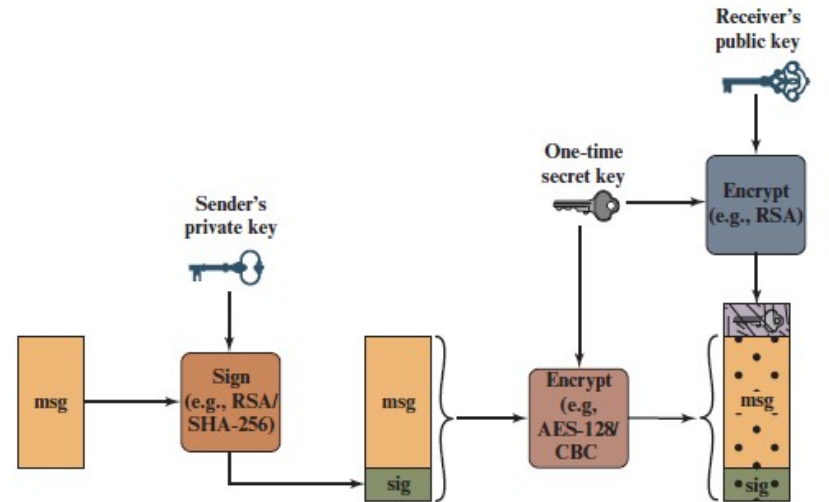 Receiver's
public key
One-time
secret key
Encrypt
(e.g., RSA)
Sender's
private key
msg
Sign
(e.g., RSA/
SHA-256)
msg
sig
Encrypt
(e.g,
AES-128/
CBC
msg
sig